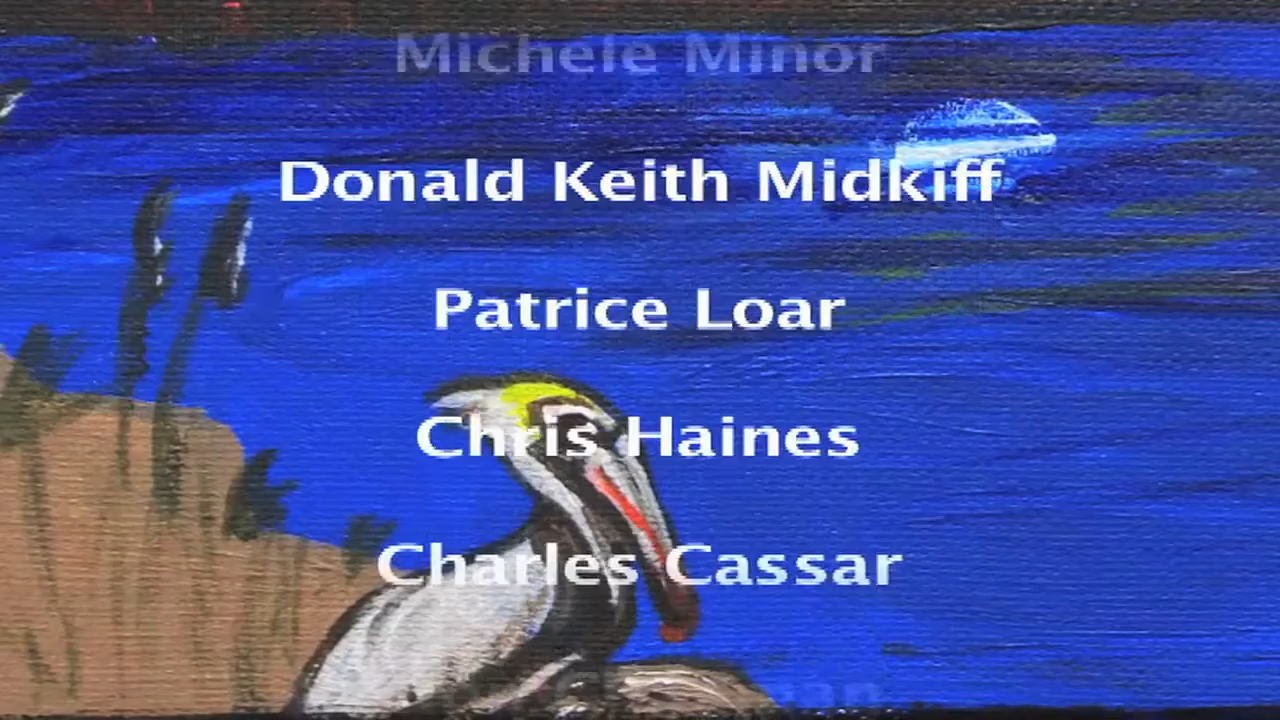 Michele Minor
Donald Keith Midkiff
Patrice Loar
Chris Haines
Charles Cassar